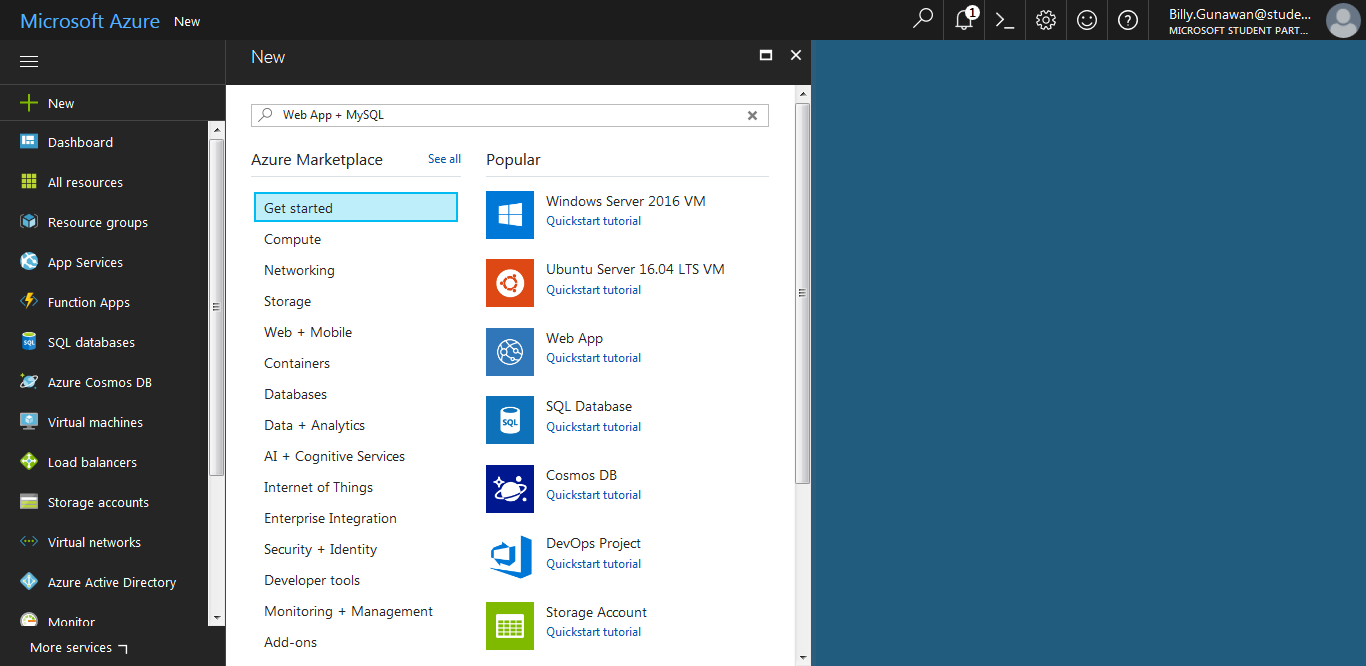 Microsoft Azure New
1
Billy.Gunawan@stude...
MICROSOFT STUDENT PART...
New
Dashboard
All resources
Resource groups
App Services
Function Apps
SQL databases
Azure Cosmos DB
Virtual machines
Load balancers
Storage accounts
Virtual networks
Azure Active Directory
Monitor
More services
New
Web App + MySQL
Azure Marketplace
See all
Get started
Compute
Networking
Storage
Web + Mobile
Containers
Databases
Data + Analytics
AI + Cognitive Services
Internet of Things
Enterprise Integration
Security + Identity
Developer tools
Monitoring + Management
Add-ons
Popular
Windows Server 2016 VM
Quickstart tutorial
Ubuntu Server 16.04 LTS VM
Quickstart tutorial
Web App
Quickstart tutorial
SQL
SQL Database
Quickstart tutorial
Cosmos DB
Quickstart tutorial
DevOps Project
Quickstart tutorial
Storage Account
Quickstart tutorial